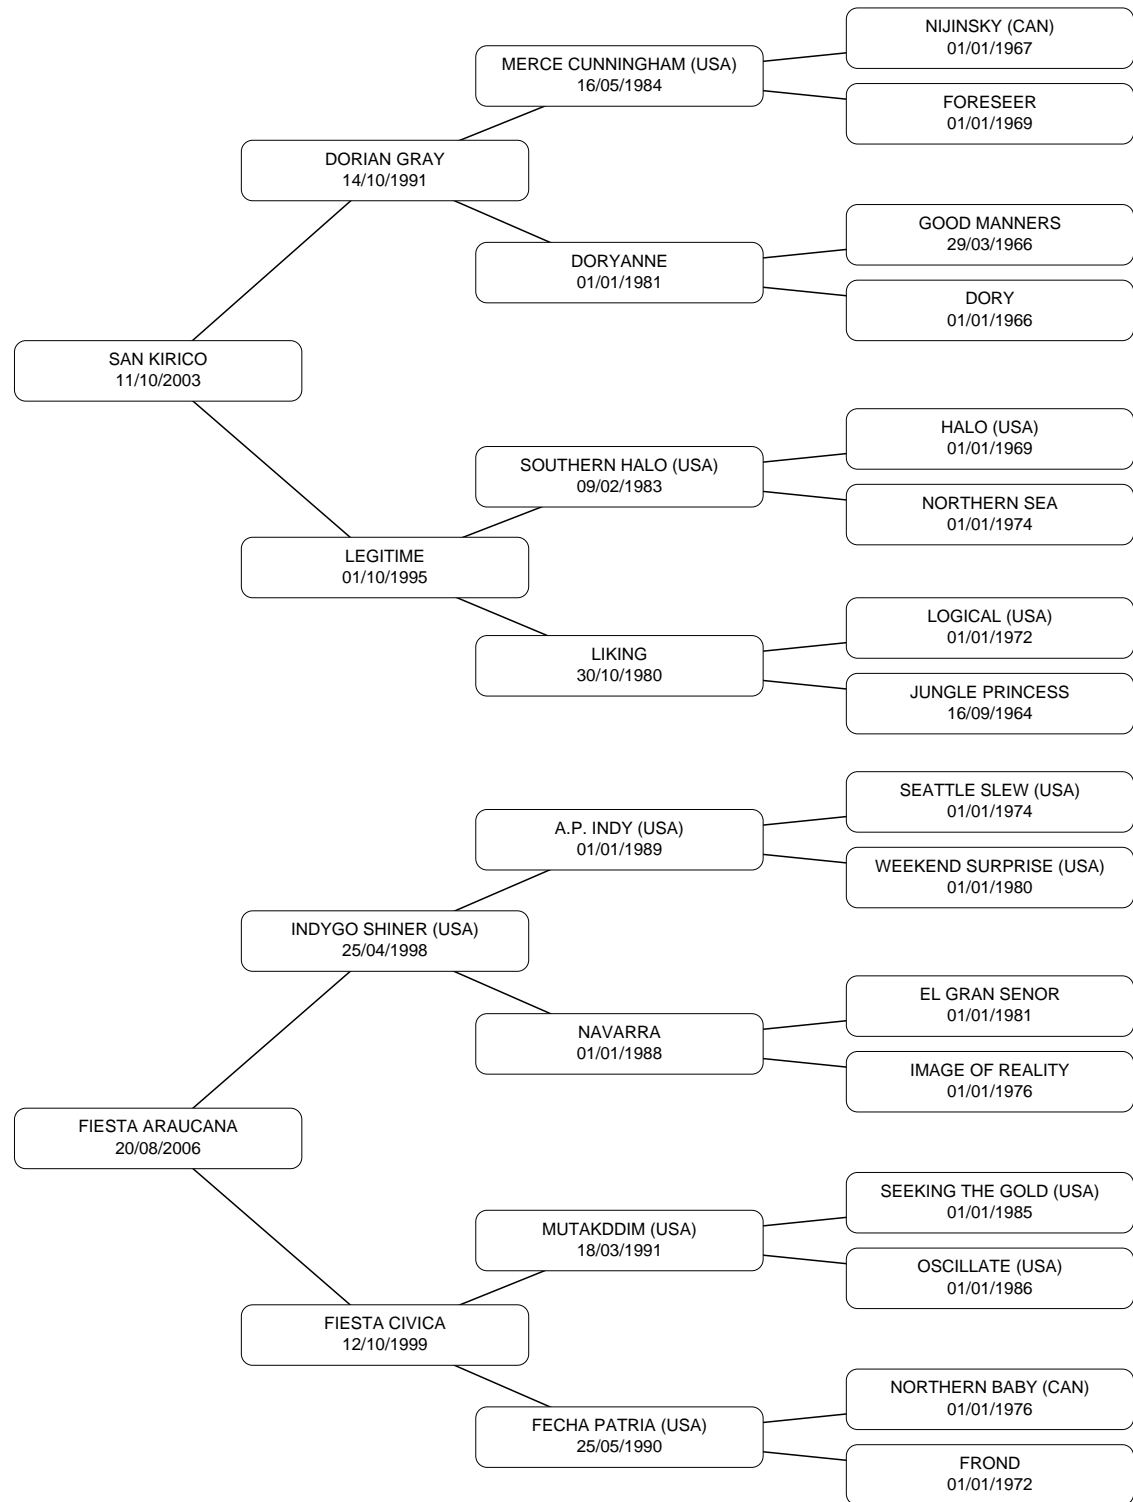 NIJINSKY (CAN)
01/01/1967
MERCE CUNNINGHAM (USA)
16/05/1984
FORESEER
01/01/1969
DORIAN GRAY
14/10/1991
GOOD MANNERS
29/03/1966
DORYANNE
01/01/1981
DORY
01/01/1966
SAN KIRICO
11/10/2003
HALO (USA)
01/01/1969
SOUTHERN HALO (USA)
09/02/1983
NORTHERN SEA
01/01/1974
LEGITIME
01/10/1995
LOGICAL (USA)
01/01/1972
LIKING
30/10/1980
JUNGLE PRINCESS
16/09/1964
SEATTLE SLEW (USA)
01/01/1974
A.P. INDY (USA)
01/01/1989
WEEKEND SURPRISE (USA)
01/01/1980
INDYGO SHINER (USA)
25/04/1998
EL GRAN SENOR
01/01/1981
NAVARRA
01/01/1988
IMAGE OF REALITY
01/01/1976
FIESTA ARAUCANA
20/08/2006
SEEKING THE GOLD (USA)
01/01/1985
MUTAKDDIM (USA)
18/03/1991
OSCILLATE (USA)
01/01/1986
FIESTA CIVICA
12/10/1999
NORTHERN BABY (CAN)
01/01/1976
FECHA PATRIA (USA)
25/05/1990
FROND
01/01/1972